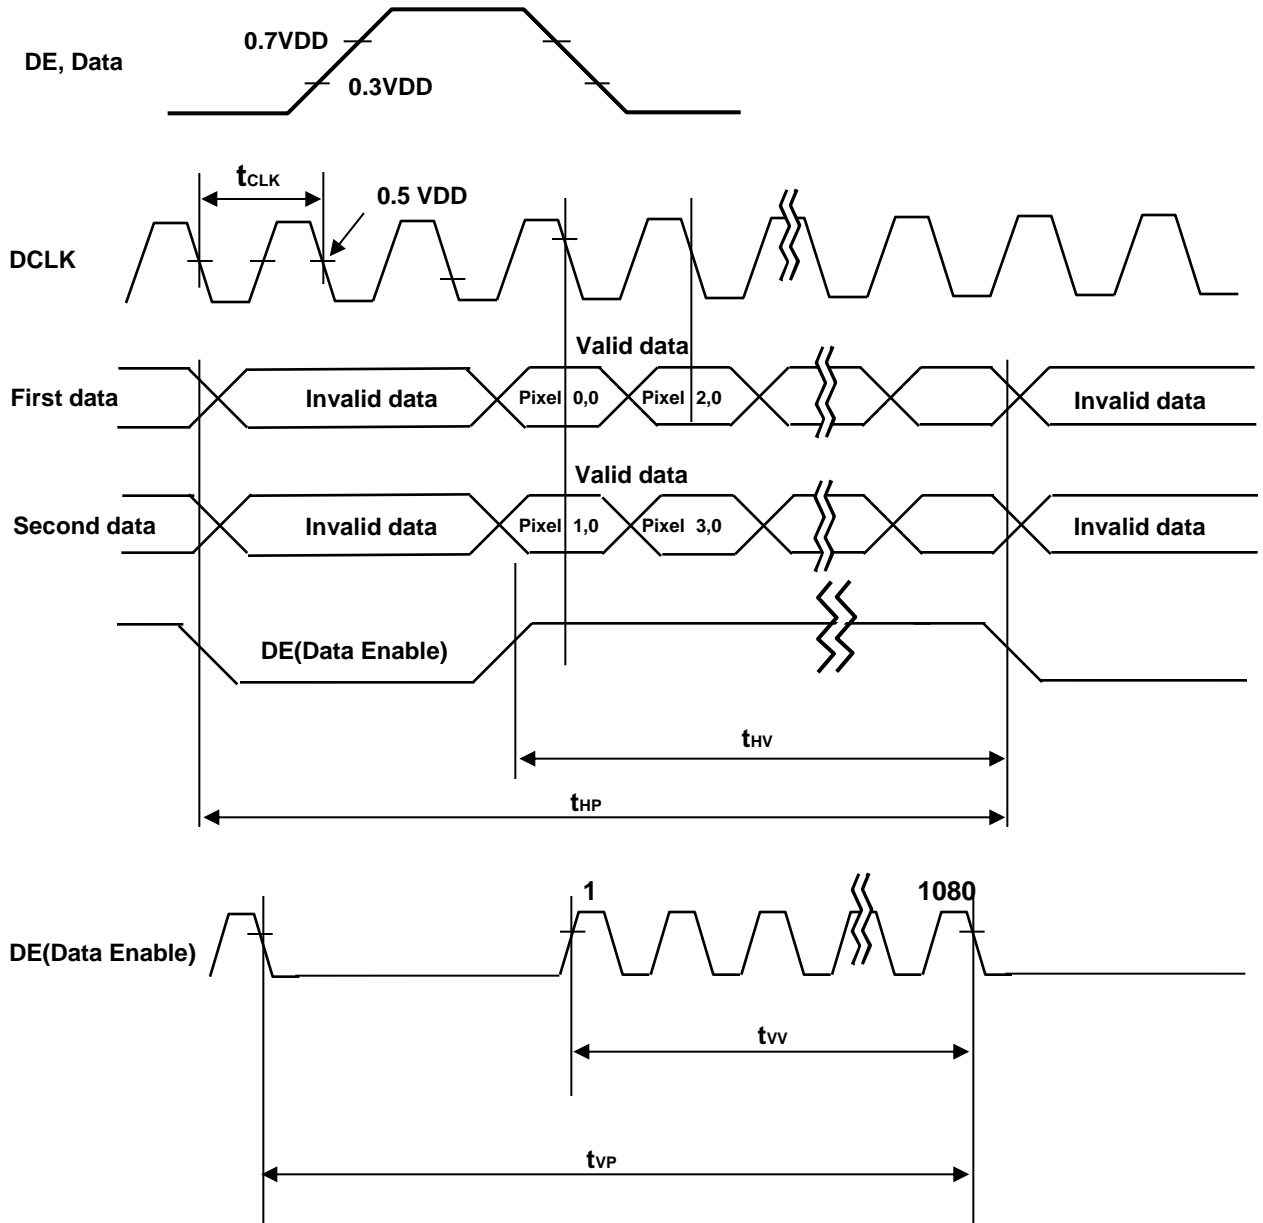 DE, Data
0.7VDD
0.3VDD
tCLK
0.5 VDD
DCLK
Valid data
First data
Invalid data
Pixel 0,0
Pixel 2,0
Invalid data
Valid data
Second data
Invalid data
Pixel 1,0
Pixel 3,0
Invalid data
DE(Data Enable)
tHV
tHP
1
1080
DE(Data Enable)
tVV
tVP